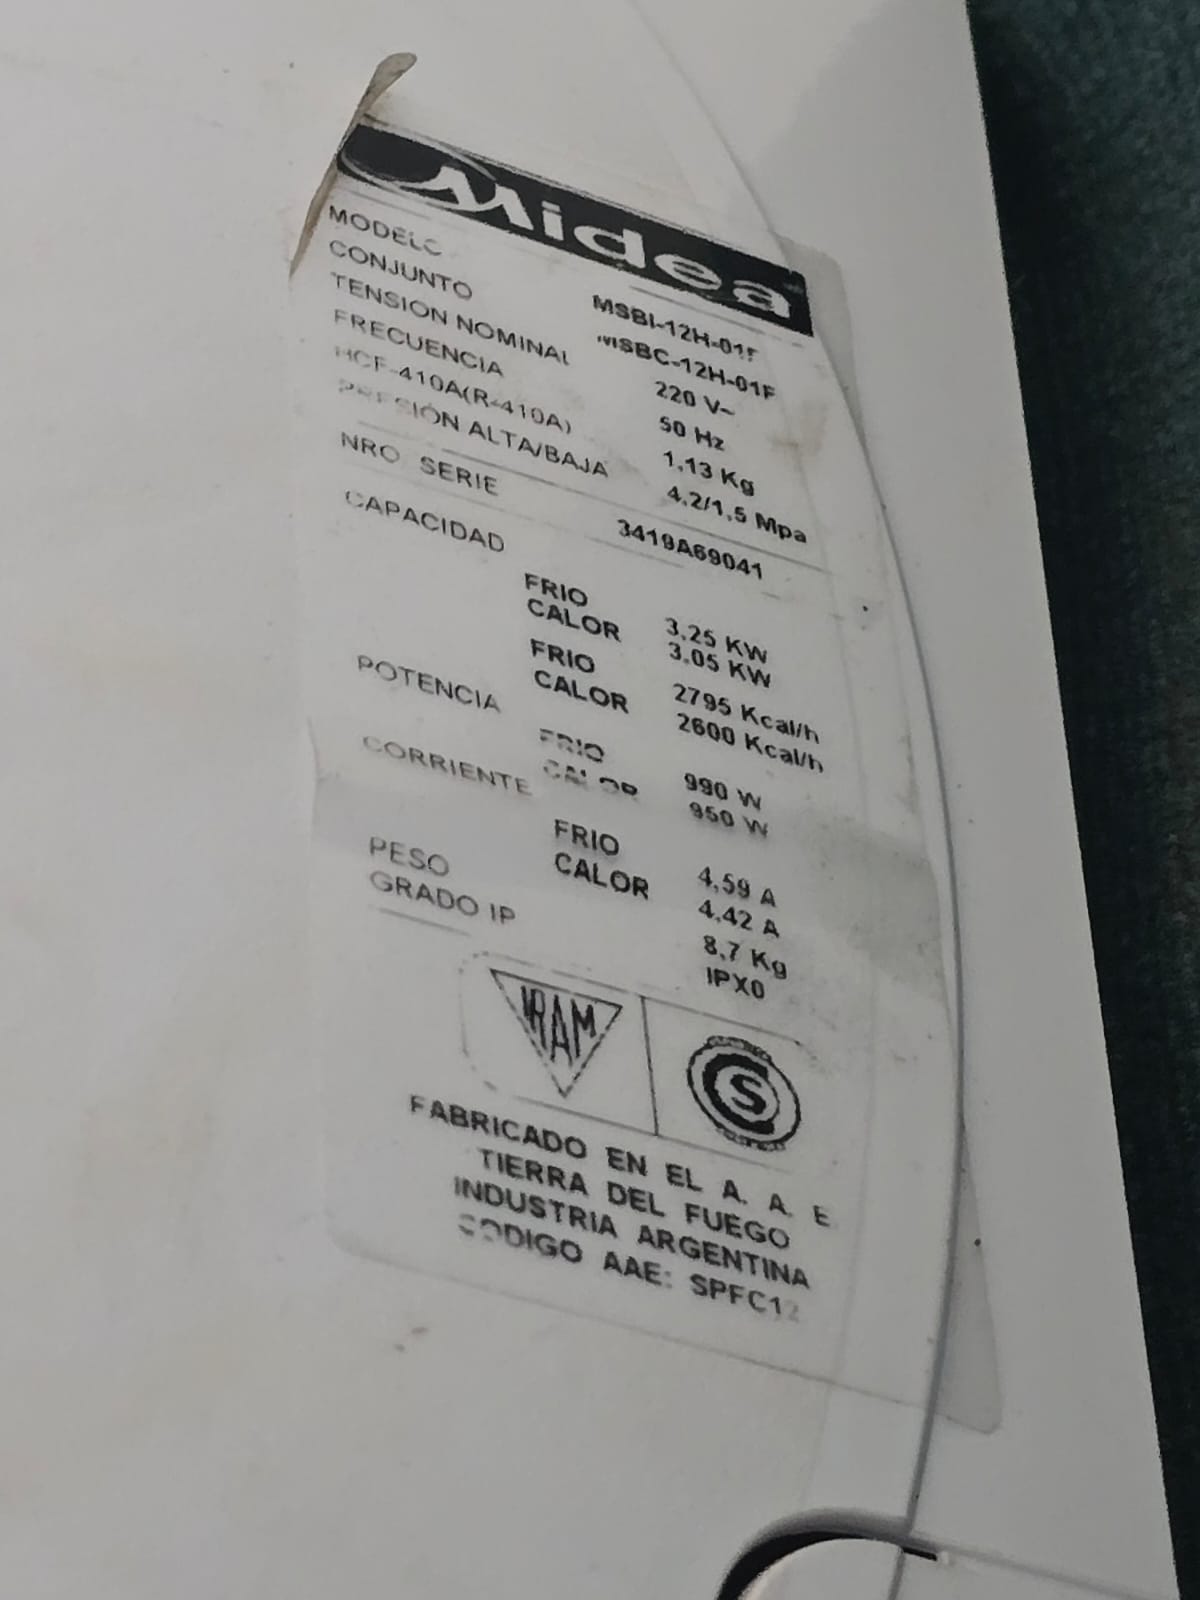 Midea
MODELO MSBI-12H-01F
CONJUNTO MSBC-12H-01F
TENSION NOMINAL 220 V~
FRECUENCIA 50 Hz
HCF-410A(R-410A) 1,13 Kg
PRESIÓN ALTA/BAJA 4.2/1,5 Mpa
NRO SERIE 3419A69041
CAPACIDAD
FRIO 3,25 KW
CALOR 3.05 KW
FRIO 2795 Kcal/h
CALOR 2600 Kcal/h
POTENCIA
FRIO 990 W
CALOR 950 W
CORRIENTE
FRIO 4,59 A
CALOR 4,42 A
PESO 8,7 Kg
GRADO IP IPX0
IRAM
S
FABRICADO EN EL A. A. E
TIERRA DEL FUEGO
INDUSTRIA ARGENTINA
CODIGO AAE: SPFC12